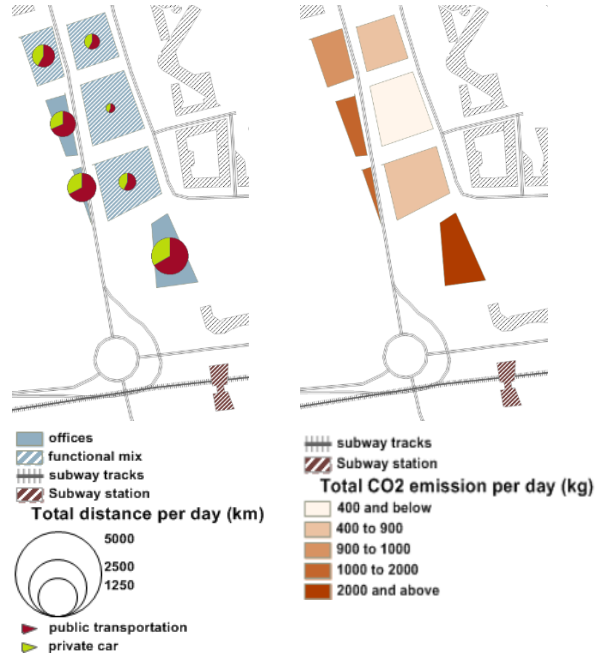 offices
functional mix
subway tracks
Subway station
Total distance per day (km)
5000
2500
1250
public transportation
private car
subway tracks
Subway station
Total CO2 emission per day (kg)
400 and below
400 to 900
900 to 1000
1000 to 2000
2000 and above